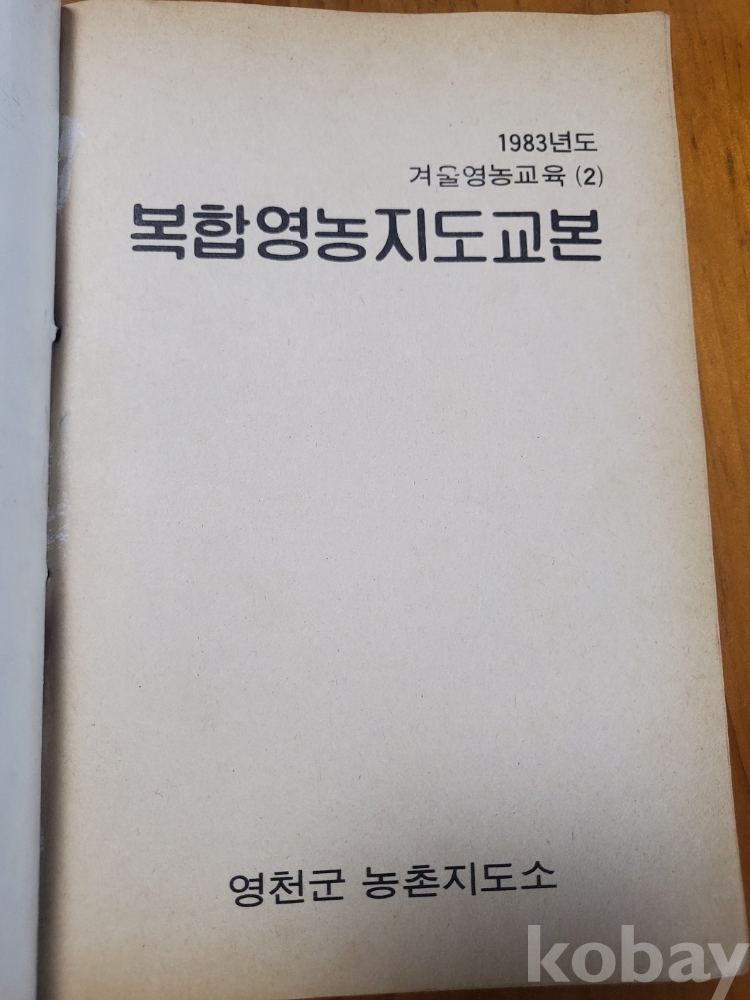 1983년도
겨울영농교육 (2)
복합영농지도교본
영천군 농촌지도소
kobay